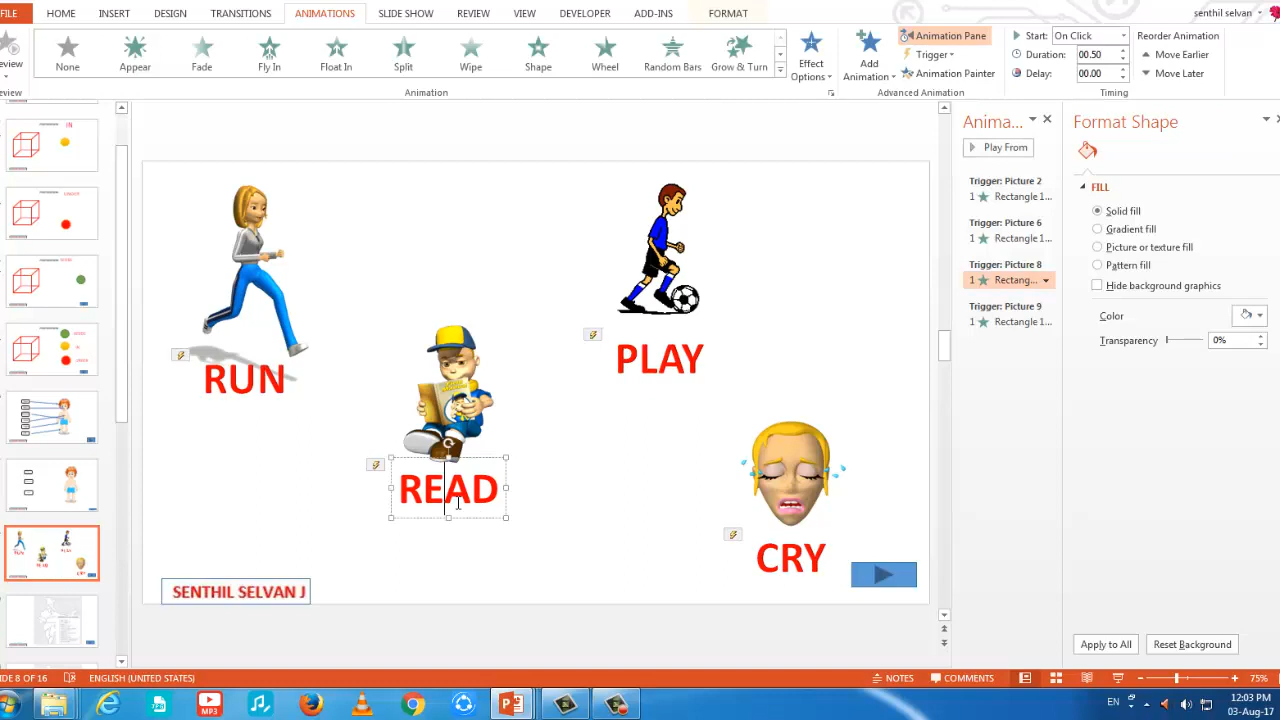 FILE HOME INSERT DESIGN TRANSITIONS ANIMATIONS SLIDE SHOW REVIEW VIEW DEVELOPER ADD-INS FORMAT senthil selvan
None Appear Fade Fly In Float In Split Wipe Shape Wheel Random Bars Grow & Turn
Effect Options
Add Animation
Animation Pane
Trigger
Animation Painter
Start: On Click
Duration: 00.50
Delay: 00.00
Reorder Animation
Move Earlier
Move Later
Animation
Advanced Animation
Timing
RUN
PLAY
READ
CRY
SENTHIL SELVAN J
Anima...
Play From
Trigger: Picture 2
1 Rectangle 1...
Trigger: Picture 6
1 Rectangle 1...
Trigger: Picture 8
1 Rectang...
Trigger: Picture 9
1 Rectangle 1...
Format Shape
FILL
Solid fill
Gradient fill
Picture or texture fill
Pattern fill
Hide background graphics
Color
Transparency 0%
Apply to All Reset Background
8 OF 16 ENGLISH (UNITED STATES) NOTES COMMENTS 75%
MP3
EN
12:03 PM
03-Aug-17